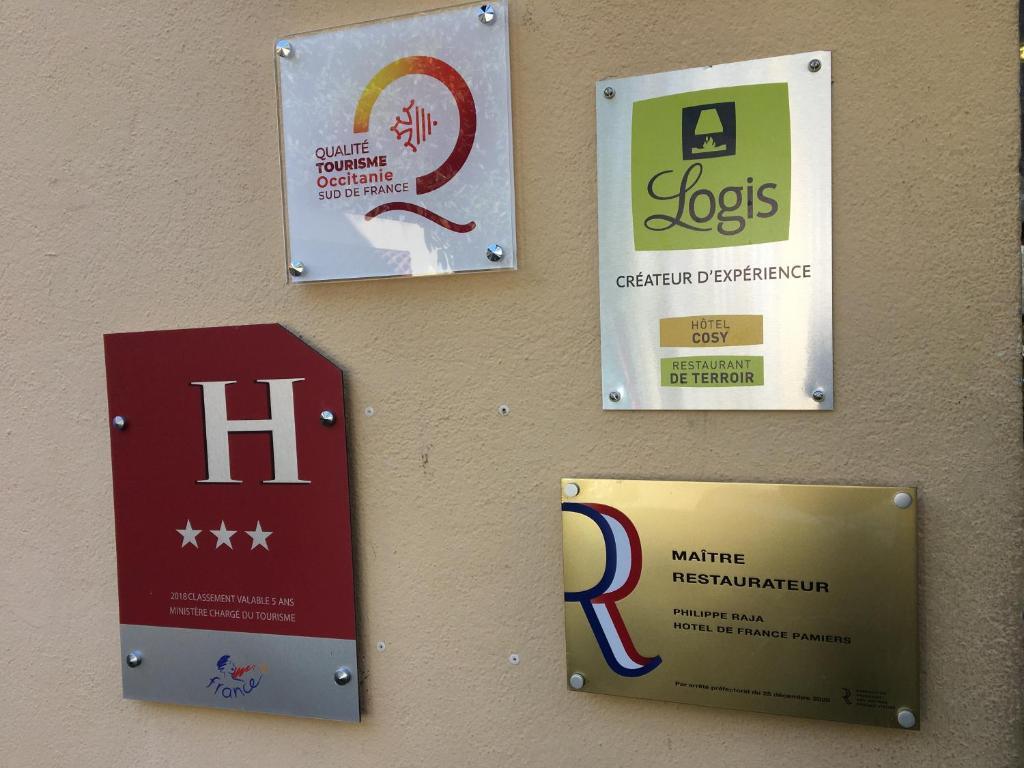 QUALITÉ
TOURISME
Occitanie
SUD DE FRANCE
Logis
CRÉATEUR D'EXPÉRIENCE
HÔTEL
COSY
RESTAURANT
DE TERROIR
H
2018 CLASSEMENT VALABLE 5 ANS
MINISTÈRE CHARGÉ DU TOURISME
france
MAÎTRE
RESTAURATEUR
PHILIPPE RAJA
HOTEL DE FRANCE PAMIERS
Par arrêté préfectoral du 25 décembre 2020